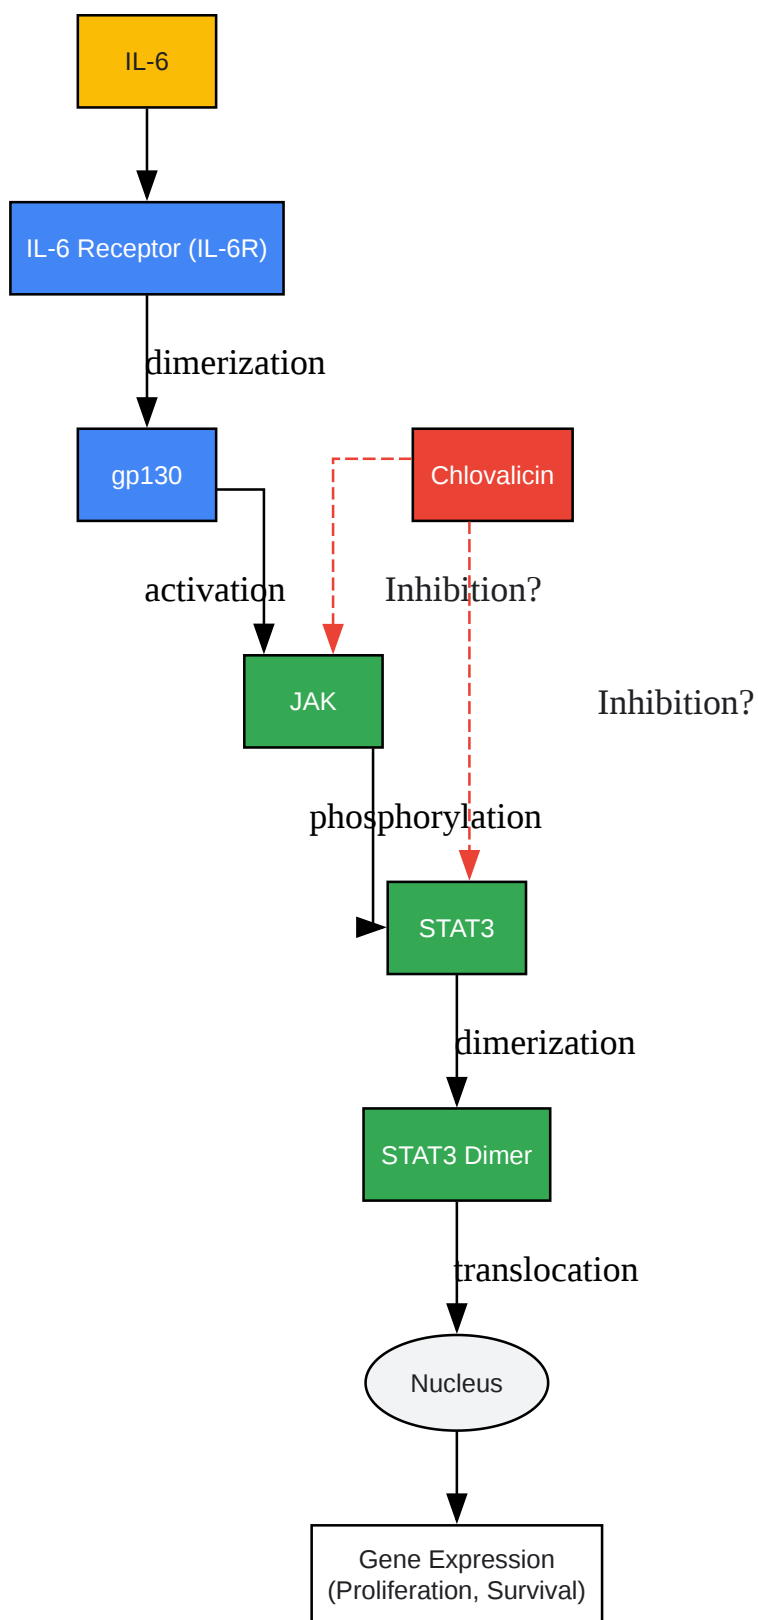 IL-6
IL-6 Receptor (IL-6R)
dimerization
gp130
Chlovalicin
activation
Inhibition?
JAK
Inhibition?
phosphorylation
STAT3
dimerization
STAT3 Dimer
translocation
Nucleus
Gene Expression
(Proliferation, Survival)